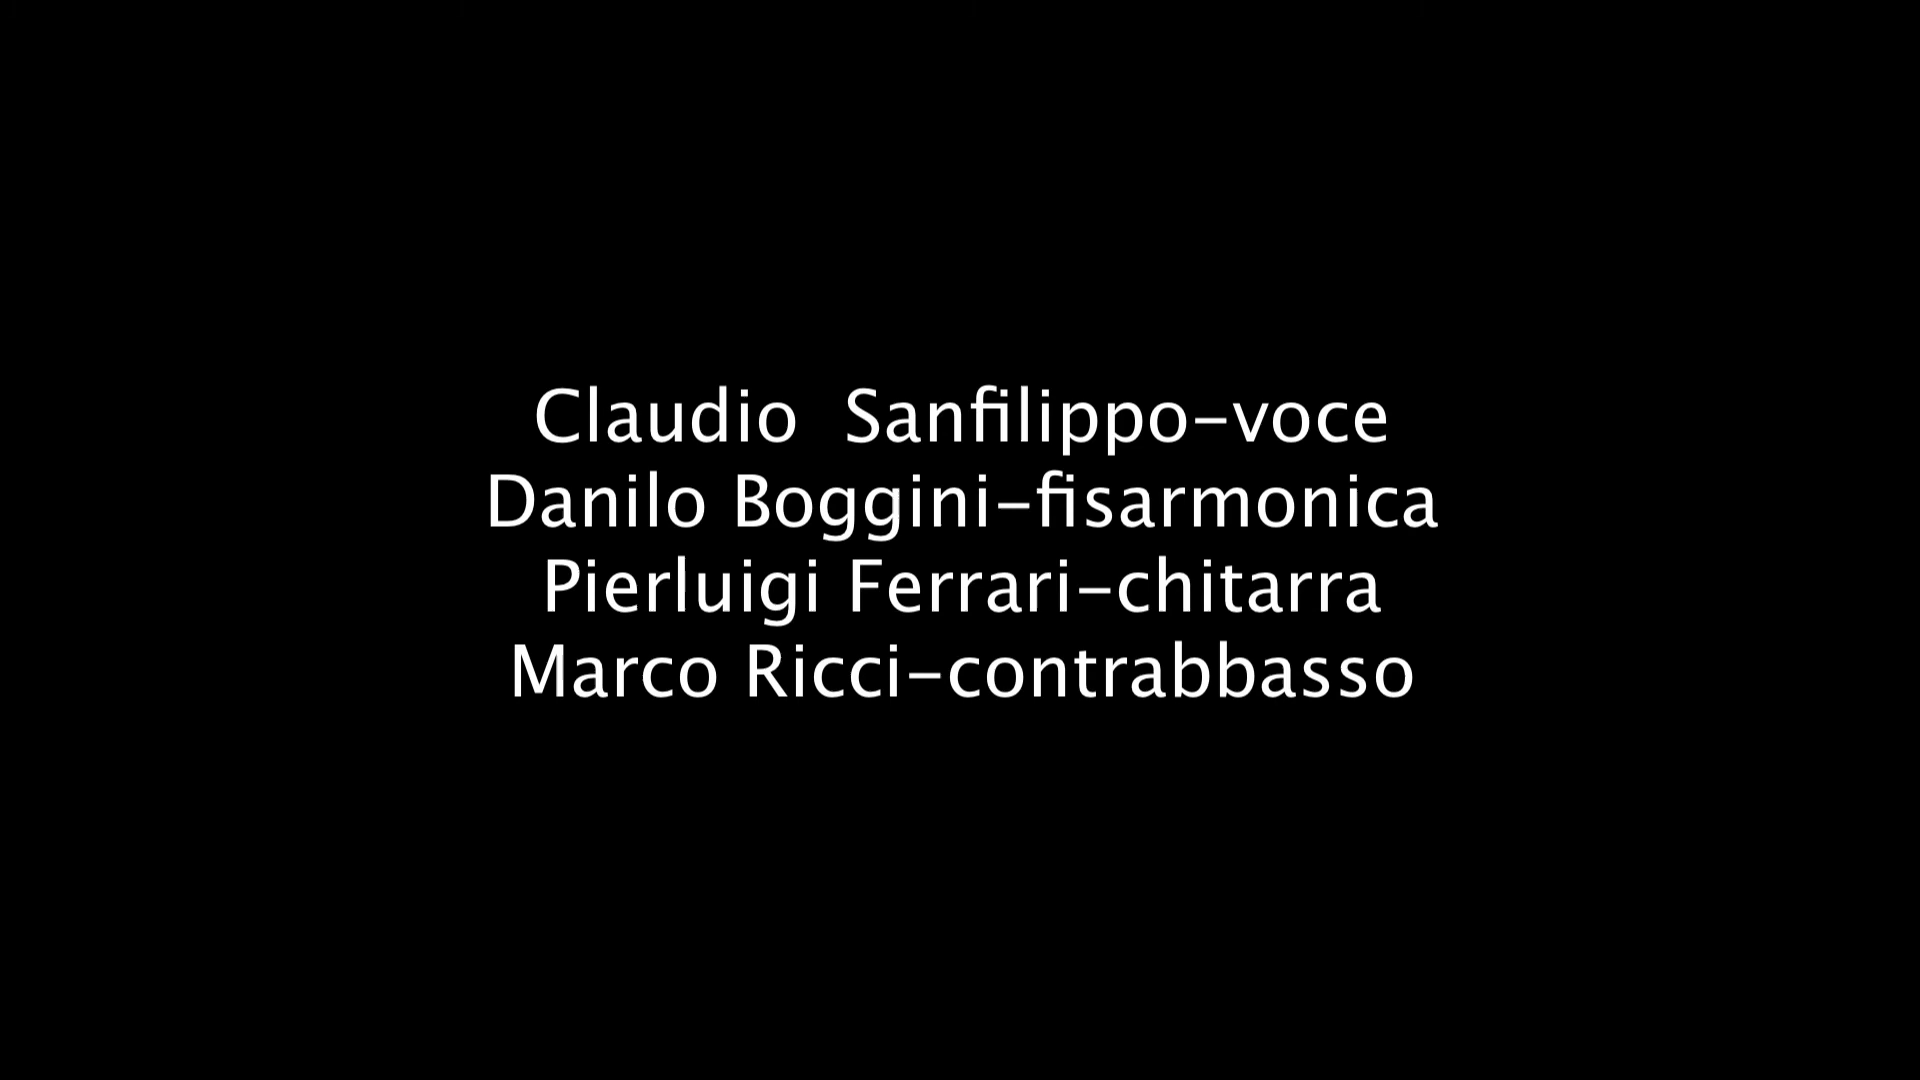 Claudio  Sanfilippo-voce
Danilo Boggini-fisarmonica
Pierluigi Ferrari-chitarra
Marco Ricci-contrabbasso